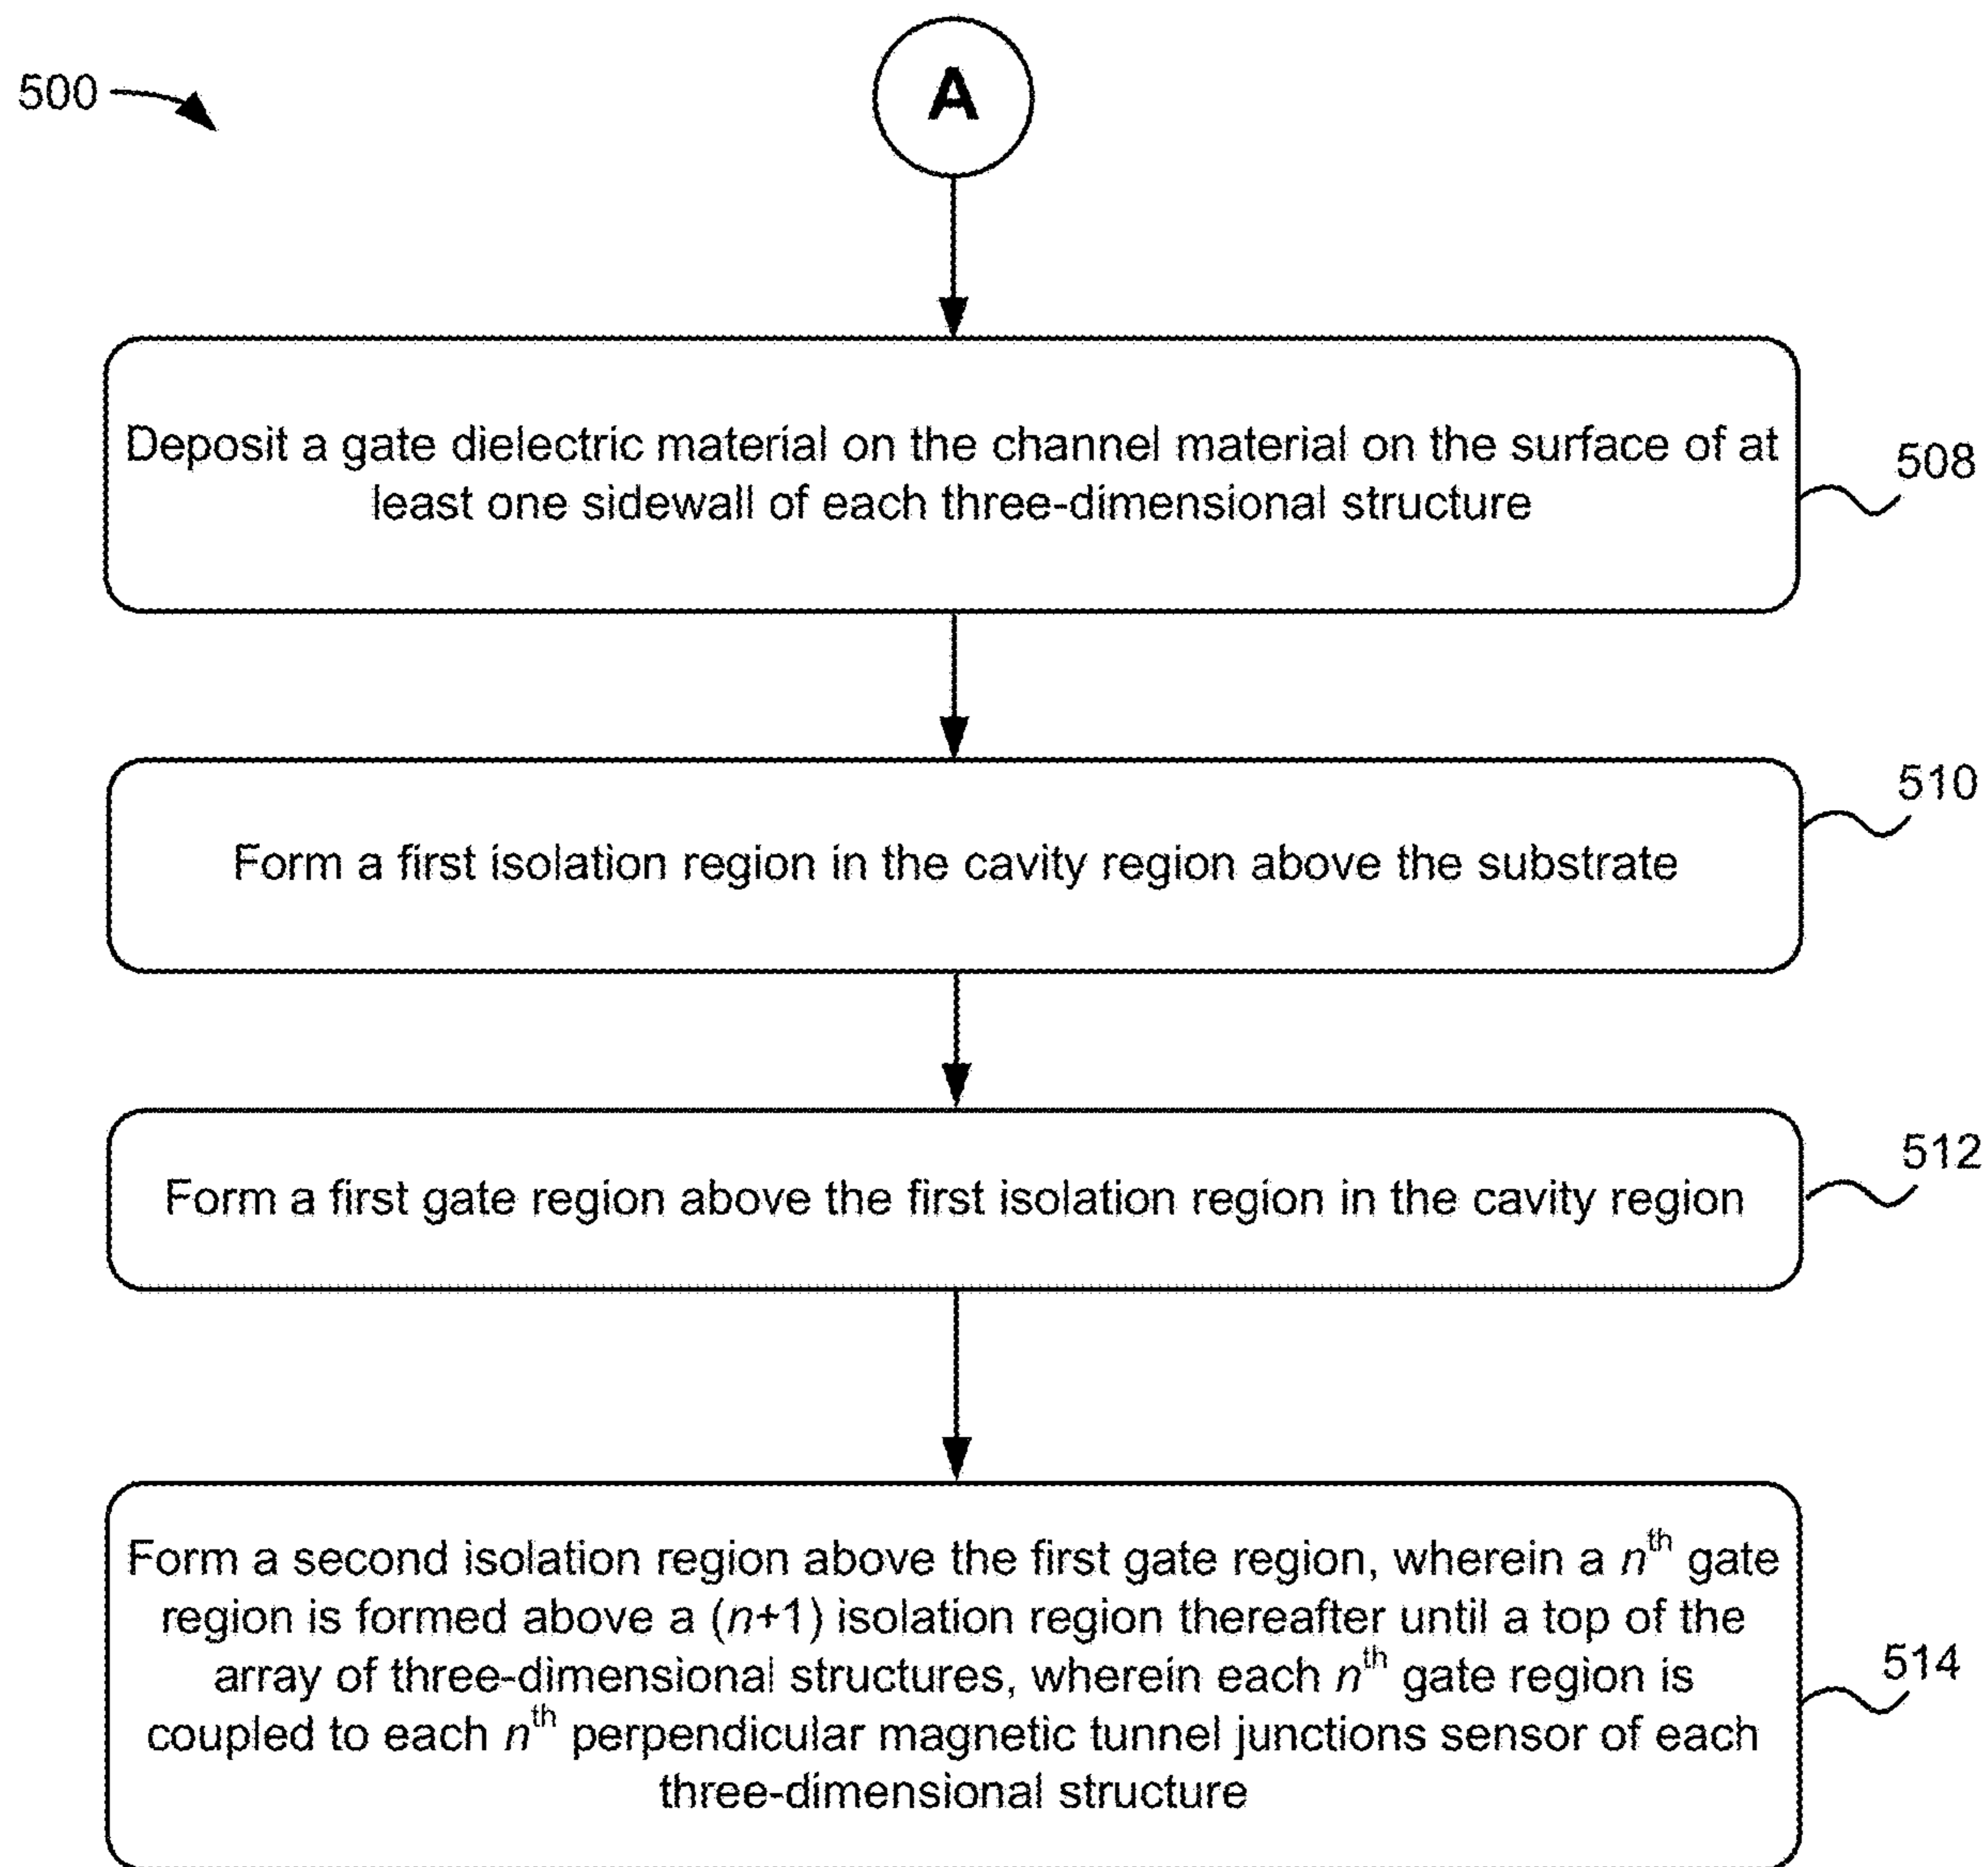 500
A
Deposit a gate dielectric material on the channel material on the surface of at
least one sidewall of each three-dimensional structure
508
Form a first isolation region in the cavity region above the substrate
510
Form a first gate region above the first isolation region in the cavity region
512
Form a second isolation region above the first gate region, wherein a nth gate
region is formed above a (n+1) isolation region thereafter until a top of the
array of three-dimensional structures, wherein each nth gate region is
coupled to each nth perpendicular magnetic tunnel junctions sensor of each
three-dimensional structure
514